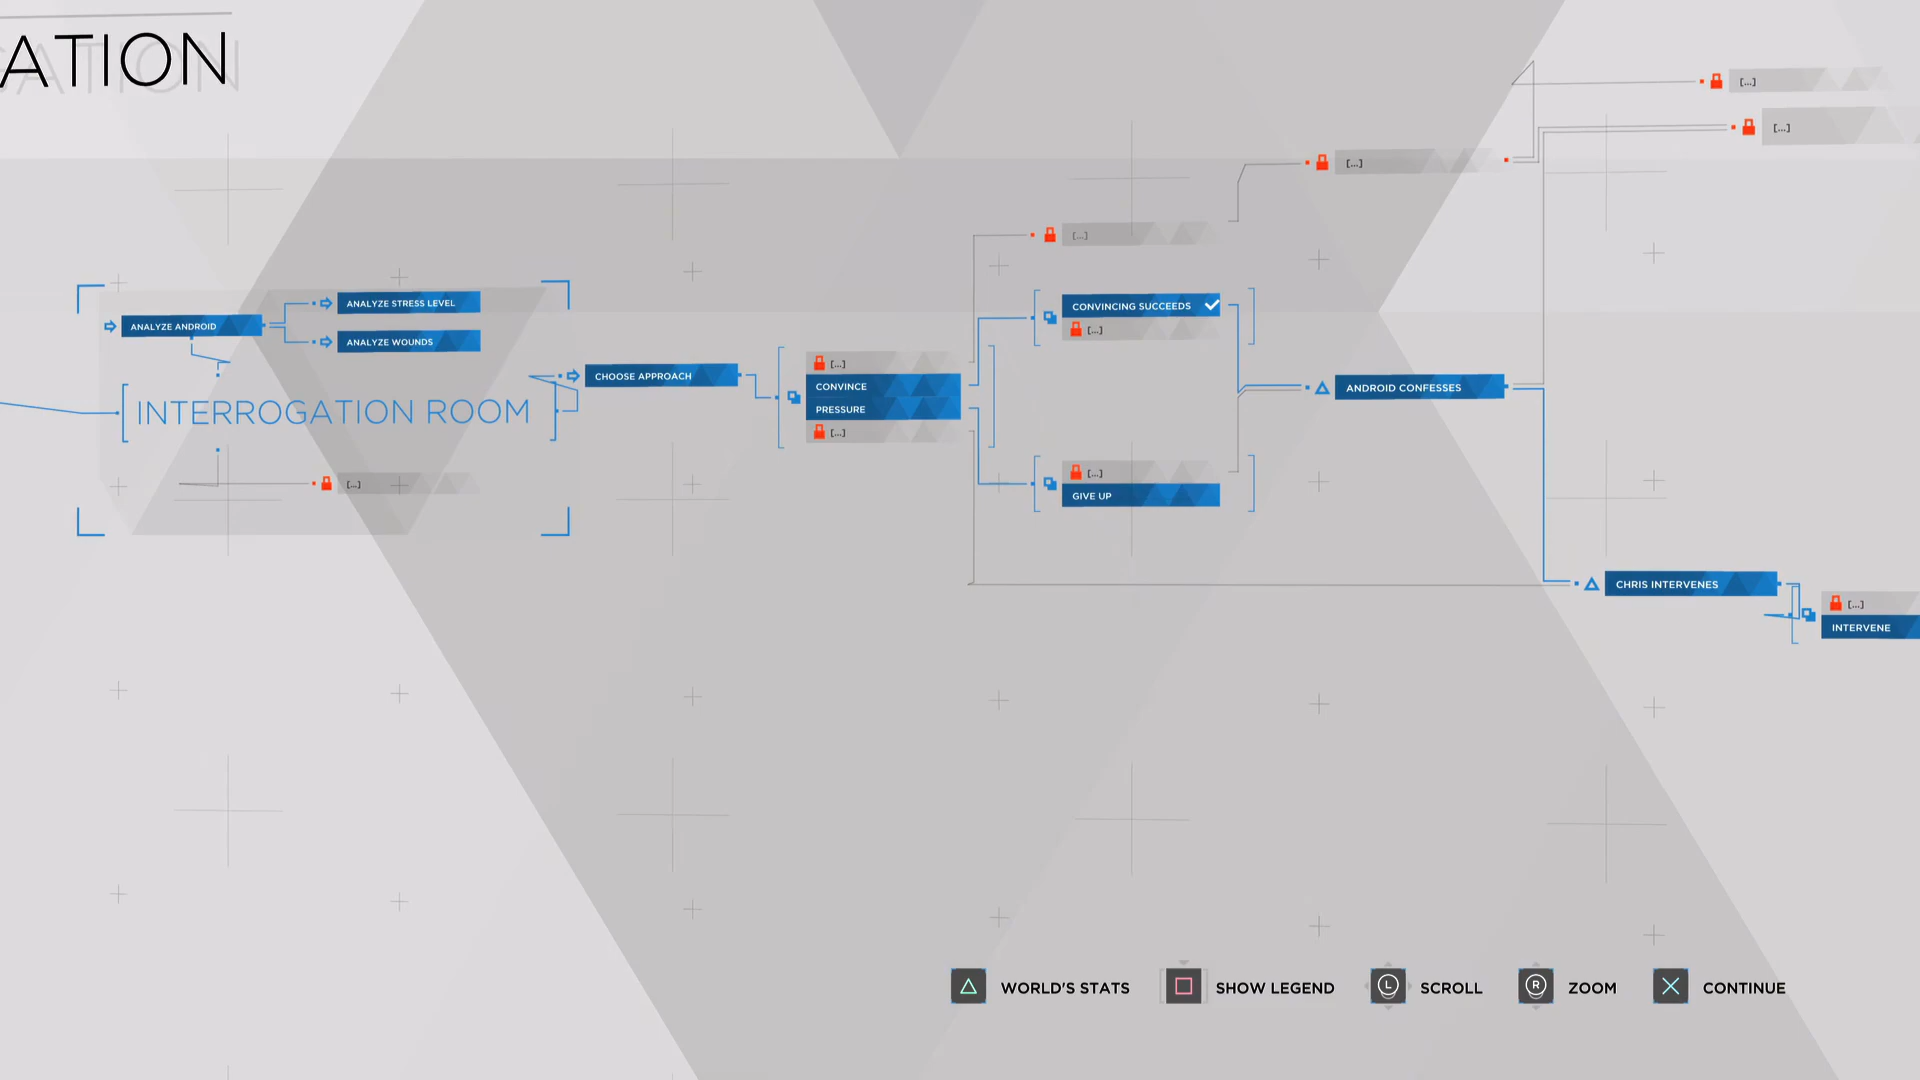 GATION
[...]
[...]
[...]
[...]
ANALYZE STRESS LEVEL
ANALYZE ANDROID
ANALYZE WOUNDS
INTERROGATION ROOM
[...]
CHOOSE APPROACH
[...]
CONVINCE
PRESSURE
[...]
CONVINCING SUCCEEDS
[...]
[...]
GIVE UP
ANDROID CONFESSES
CHRIS INTERVENES
[...]
INTERVENE
WORLD'S STATS
SHOW LEGEND
L
SCROLL
R
ZOOM
CONTINUE